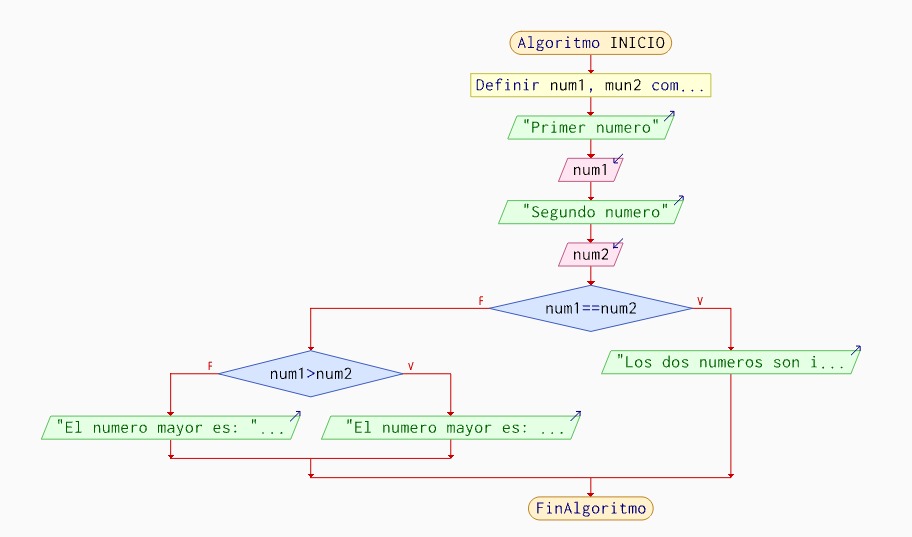 Algoritmo INICIO
Definir num1, mun2 com...
"Primer numero"
num1
"Segundo numero"
num2
num1==num2
F
V
"Los dos numeros son i...
num1>num2
F
V
"El numero mayor es: "...
"El numero mayor es: ...
FinAlgoritmo